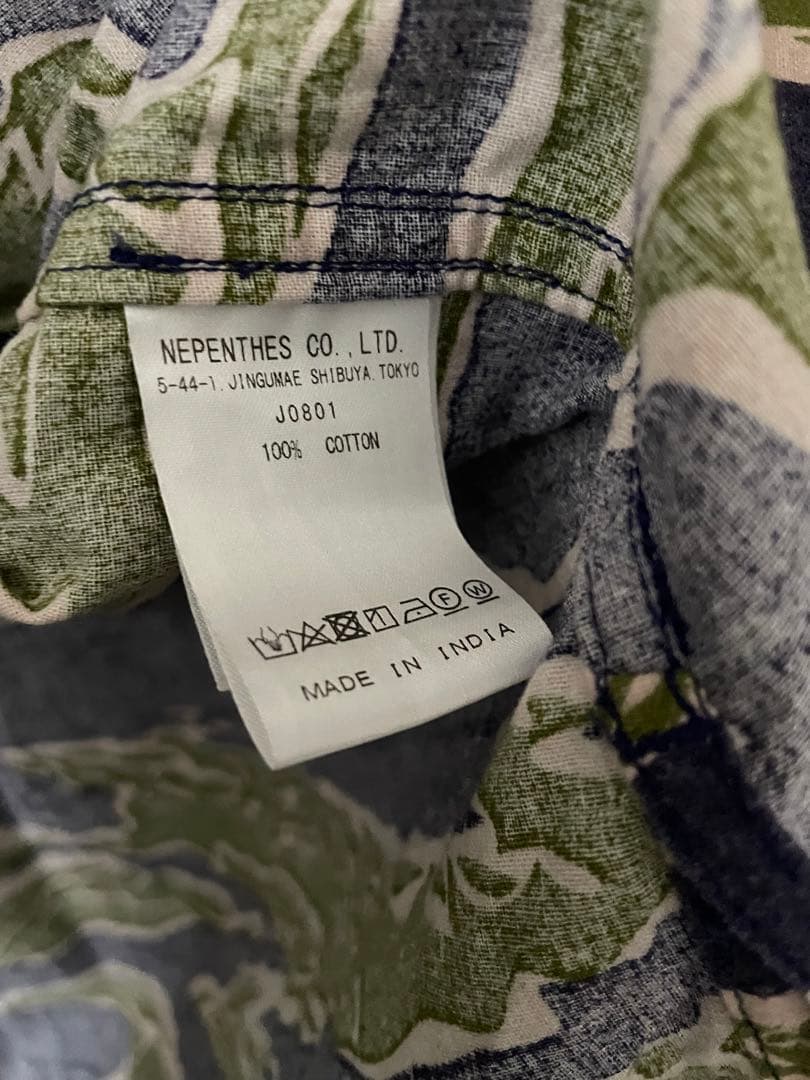 NEPENTHES CO.,LTD.
5-44-1. JINGUMAE SHIBUYA. TOKYO
J0801
100% COTTON
F W
MADE IN INDIA